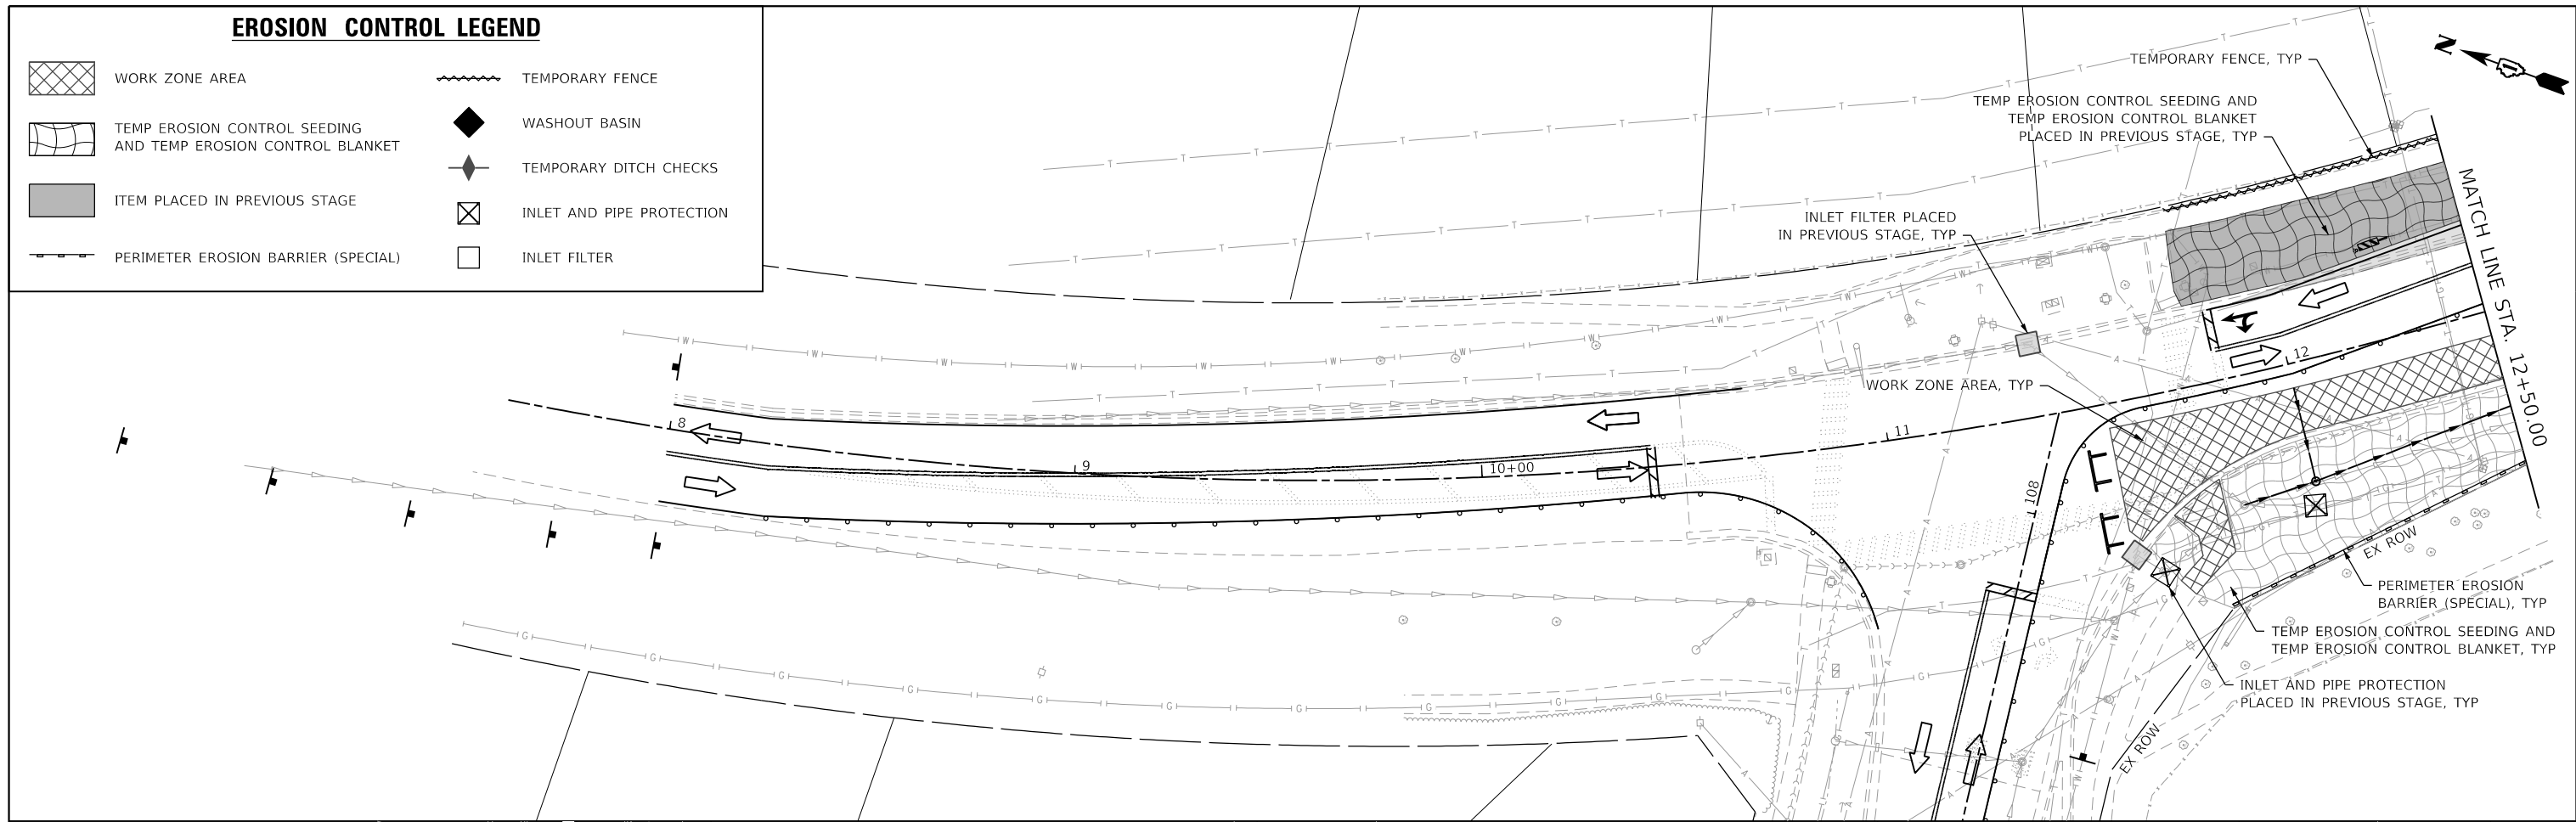 EROSION CONTROL LEGEND
WORK ZONE AREA
TEMP EROSION CONTROL SEEDING
AND TEMP EROSION CONTROL BLANKET
ITEM PLACED IN PREVIOUS STAGE
PERIMETER EROSION BARRIER (SPECIAL)
TEMPORARY FENCE
WASHOUT BASIN
TEMPORARY DITCH CHECKS
INLET AND PIPE PROTECTION
INLET FILTER
N
TEMPORARY FENCE, TYP
TEMP EROSION CONTROL SEEDING AND
TEMP EROSION CONTROL BLANKET
PLACED IN PREVIOUS STAGE, TYP
INLET FILTER PLACED
IN PREVIOUS STAGE, TYP
WORK ZONE AREA, TYP
MATCH LINE STA. 12+50.00
8
9
10+00
11
12
108
EX ROW
PERIMETER EROSION
BARRIER (SPECIAL), TYP
TEMP EROSION CONTROL SEEDING AND
TEMP EROSION CONTROL BLANKET, TYP
INLET AND PIPE PROTECTION
PLACED IN PREVIOUS STAGE, TYP
EX ROW